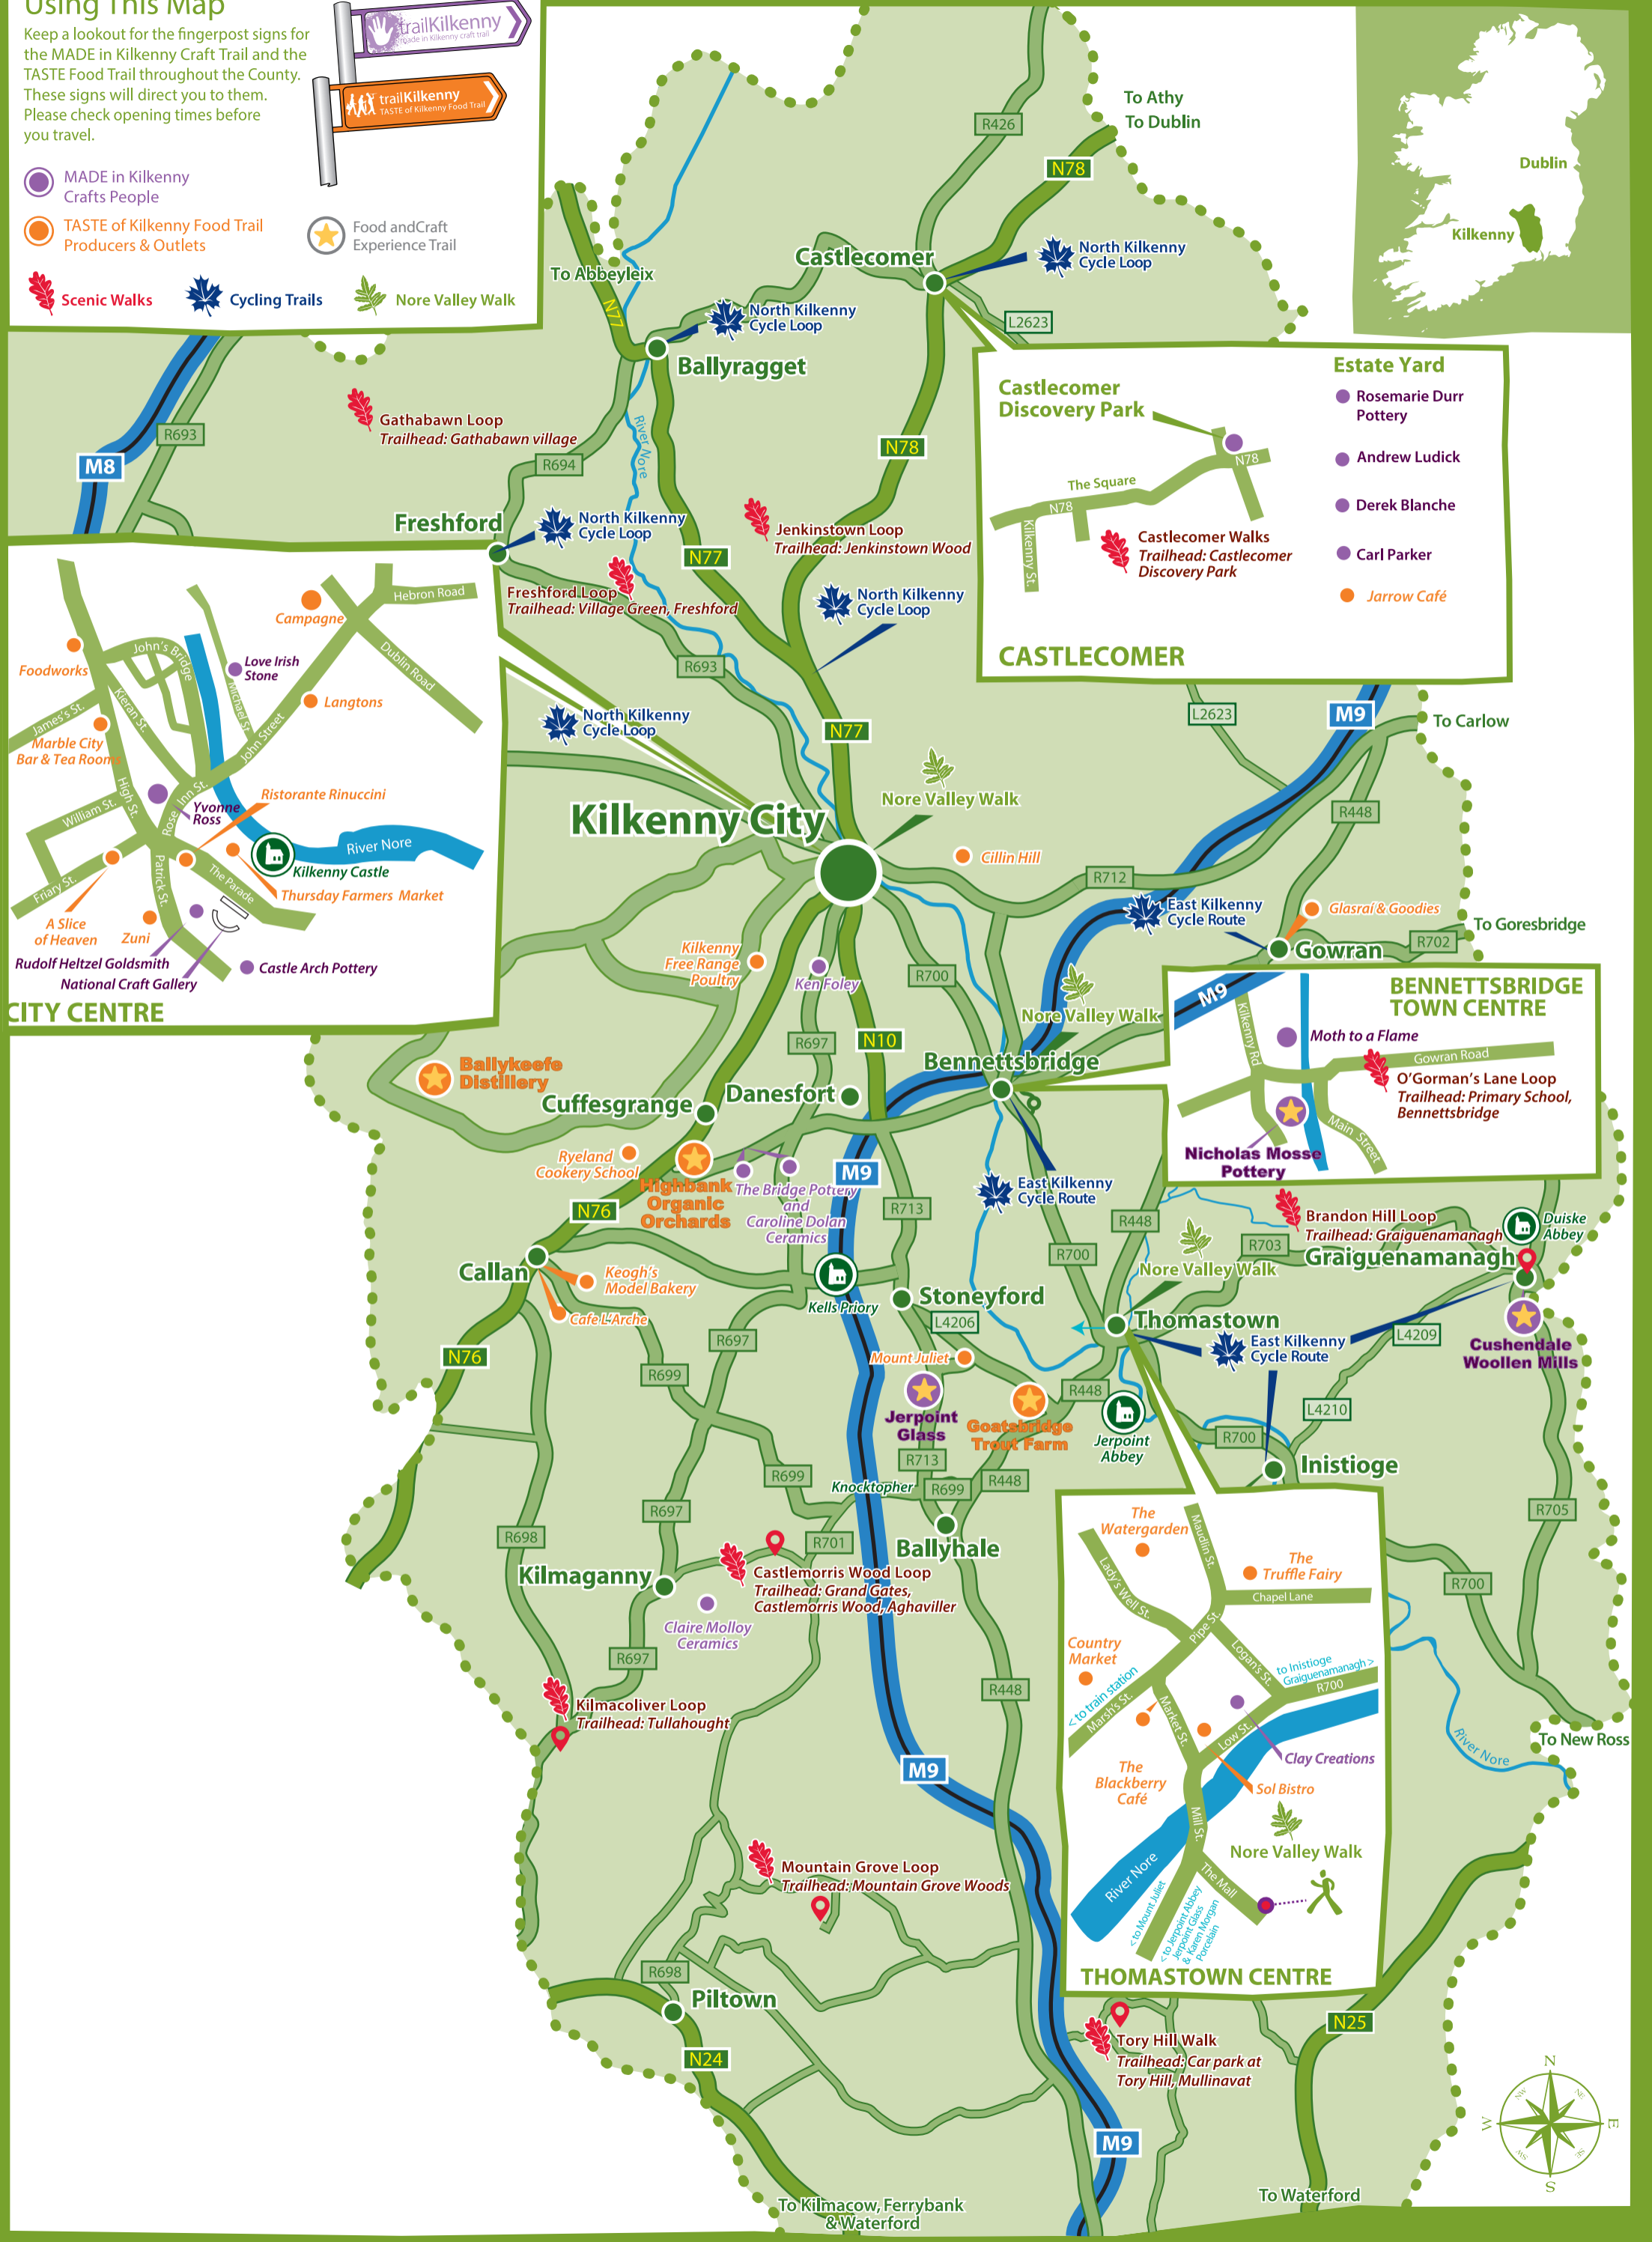 Using This Map
Keep a lookout for the fingerpost signs for
the MADE in Kilkenny Craft Trail and the
TASTE Food Trail throughout the County.
These signs will direct you to them.
Please check opening times before
you travel.
trailKilkenny
made in Kilkenny craft trail
trailKilkenny
TASTE of Kilkenny Food Trail
MADE in Kilkenny
Crafts People
TASTE of Kilkenny Food Trail
Producers & Outlets
Food andCraft
Experience Trail
Scenic Walks
Cycling Trails
Nore Valley Walk
Dublin
Kilkenny
To Athy
To Dublin
R426
N78
Castlecomer
North Kilkenny
Cycle Loop
L2623
To Abbeyleix
N77
North Kilkenny
Cycle Loop
Ballyragget
R693
M8
Gathabawn Loop
Trailhead: Gathabawn village
River Nore
R694
N78
Castlecomer
Discovery Park
N78
The Square
N78
Kilkenny St.
Castlecomer Walks
Trailhead: Castlecomer
Discovery Park
Estate Yard
Rosemarie Durr
Pottery
Andrew Ludick
Derek Blanche
Carl Parker
Jarrow Café
CASTLECOMER
Freshford
North Kilkenny
Cycle Loop
Jenkinstown Loop
Trailhead: Jenkinstown Wood
N77
Freshford Loop
Trailhead: Village Green, Freshford
North Kilkenny
Cycle Loop
R693
North Kilkenny
Cycle Loop
N77
Campagne
Hebron Road
Foodworks
John's Bridge
Love Irish
Stone
Dublin Road
Kieran St.
Michael St.
Langtons
James's St.
Marble City
Bar & Tea Rooms
John Street
High St.
Ristorante Rinuccini
William St.
Rose Inn St.
Yvonne
Ross
River Nore
Kilkenny Castle
Friary St.
Patrick St.
The Parade
Thursday Farmers Market
A Slice
of Heaven
Zuni
Rudolf Heltzel Goldsmith
National Craft Gallery
Castle Arch Pottery
CITY CENTRE
L2623
M9
To Carlow
Nore Valley Walk
Kilkenny City
R448
Cillin Hill
R712
East Kilkenny
Cycle Route
Glasraí & Goodies
To Goresbridge
Gowran
R702
Kilkenny
Free Range
Poultry
Ken Foley
R700
Nore Valley Walk
M9
Kilkenny Rd
BENNETTSBRIDGE
TOWN CENTRE
Moth to a Flame
Gowran Road
O'Gorman's Lane Loop
Trailhead: Primary School,
Bennettsbridge
Main Street
Nicholas Mosse
Pottery
R697
N10
Bennettsbridge
Ballykeefe
Distillery
Danesfort
Cuffesgrange
Ryeland
Cookery School
Highbank
Organic
Orchards
The Bridge Pottery
and
Caroline Dolan
Ceramics
M9
East Kilkenny
Cycle Route
N76
R713
R448
Brandon Hill Loop
Trailhead: Graiguenamanagh
Duiske
Abbey
Graiguenamanagh
R700
R703
Nore Valley Walk
Callan
Keogh's
Model Bakery
Cafe L'Arche
Kells Priory
Stoneyford
L4206
Thomastown
East Kilkenny
Cycle Route
L4209
Cushendale
Woollen Mills
R697
N76
R699
Mount Juliet
Jerpoint
Glass
Goatsbridge
Trout Farm
R448
Jerpoint
Abbey
L4210
R700
Inistioge
R713
R699
Knocktopher
R699
R448
R697
R698
R701
Ballyhale
R705
Kilmaganny
Castlemorris Wood Loop
Trailhead: Grand Gates,
Castlemorris Wood, Aghaviller
Claire Molloy
Ceramics
R697
R700
The
Watergarden
Maudlin St.
The
Truffle Fairy
Lady's Well St.
Chapel Lane
Pipe St.
Country
Market
Logan's St.
to Inistioge
Graiguenamanagh >
R700
< to train station
Marsh's St.
Market St.
Low St.
Clay Creations
The
Blackberry
Café
Sol Bistro
Mill St.
River Nore
Nore Valley Walk
The Mall
< to Mount Juliet
< to Jerpoint Abbey
Jerpoint Glass
& Karen Morgan
Porcelain
THOMASTOWN CENTRE
Kilmacoliver Loop
Trailhead: Tullahought
R448
To New Ross
River Nore
M9
Mountain Grove Loop
Trailhead: Mountain Grove Woods
R698
Piltown
N24
Tory Hill Walk
Trailhead: Car park at
Tory Hill, Mullinavat
N25
M9
To Kilmacow, Ferrybank
& Waterford
To Waterford
N
NE
E
SE
S
SW
W
NW